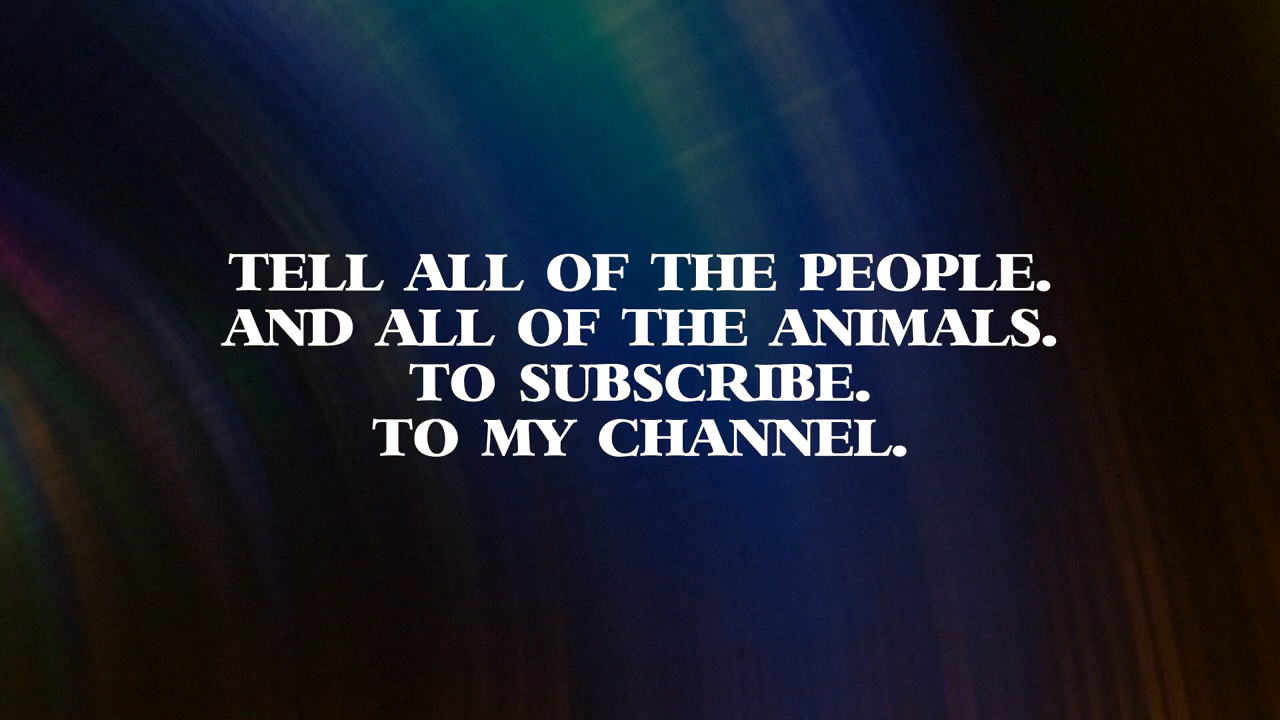 TELL ALL OF THE PEOPLE.
AND ALL OF THE ANIMALS.
TO SUBSCRIBE.
TO MY CHANNEL.